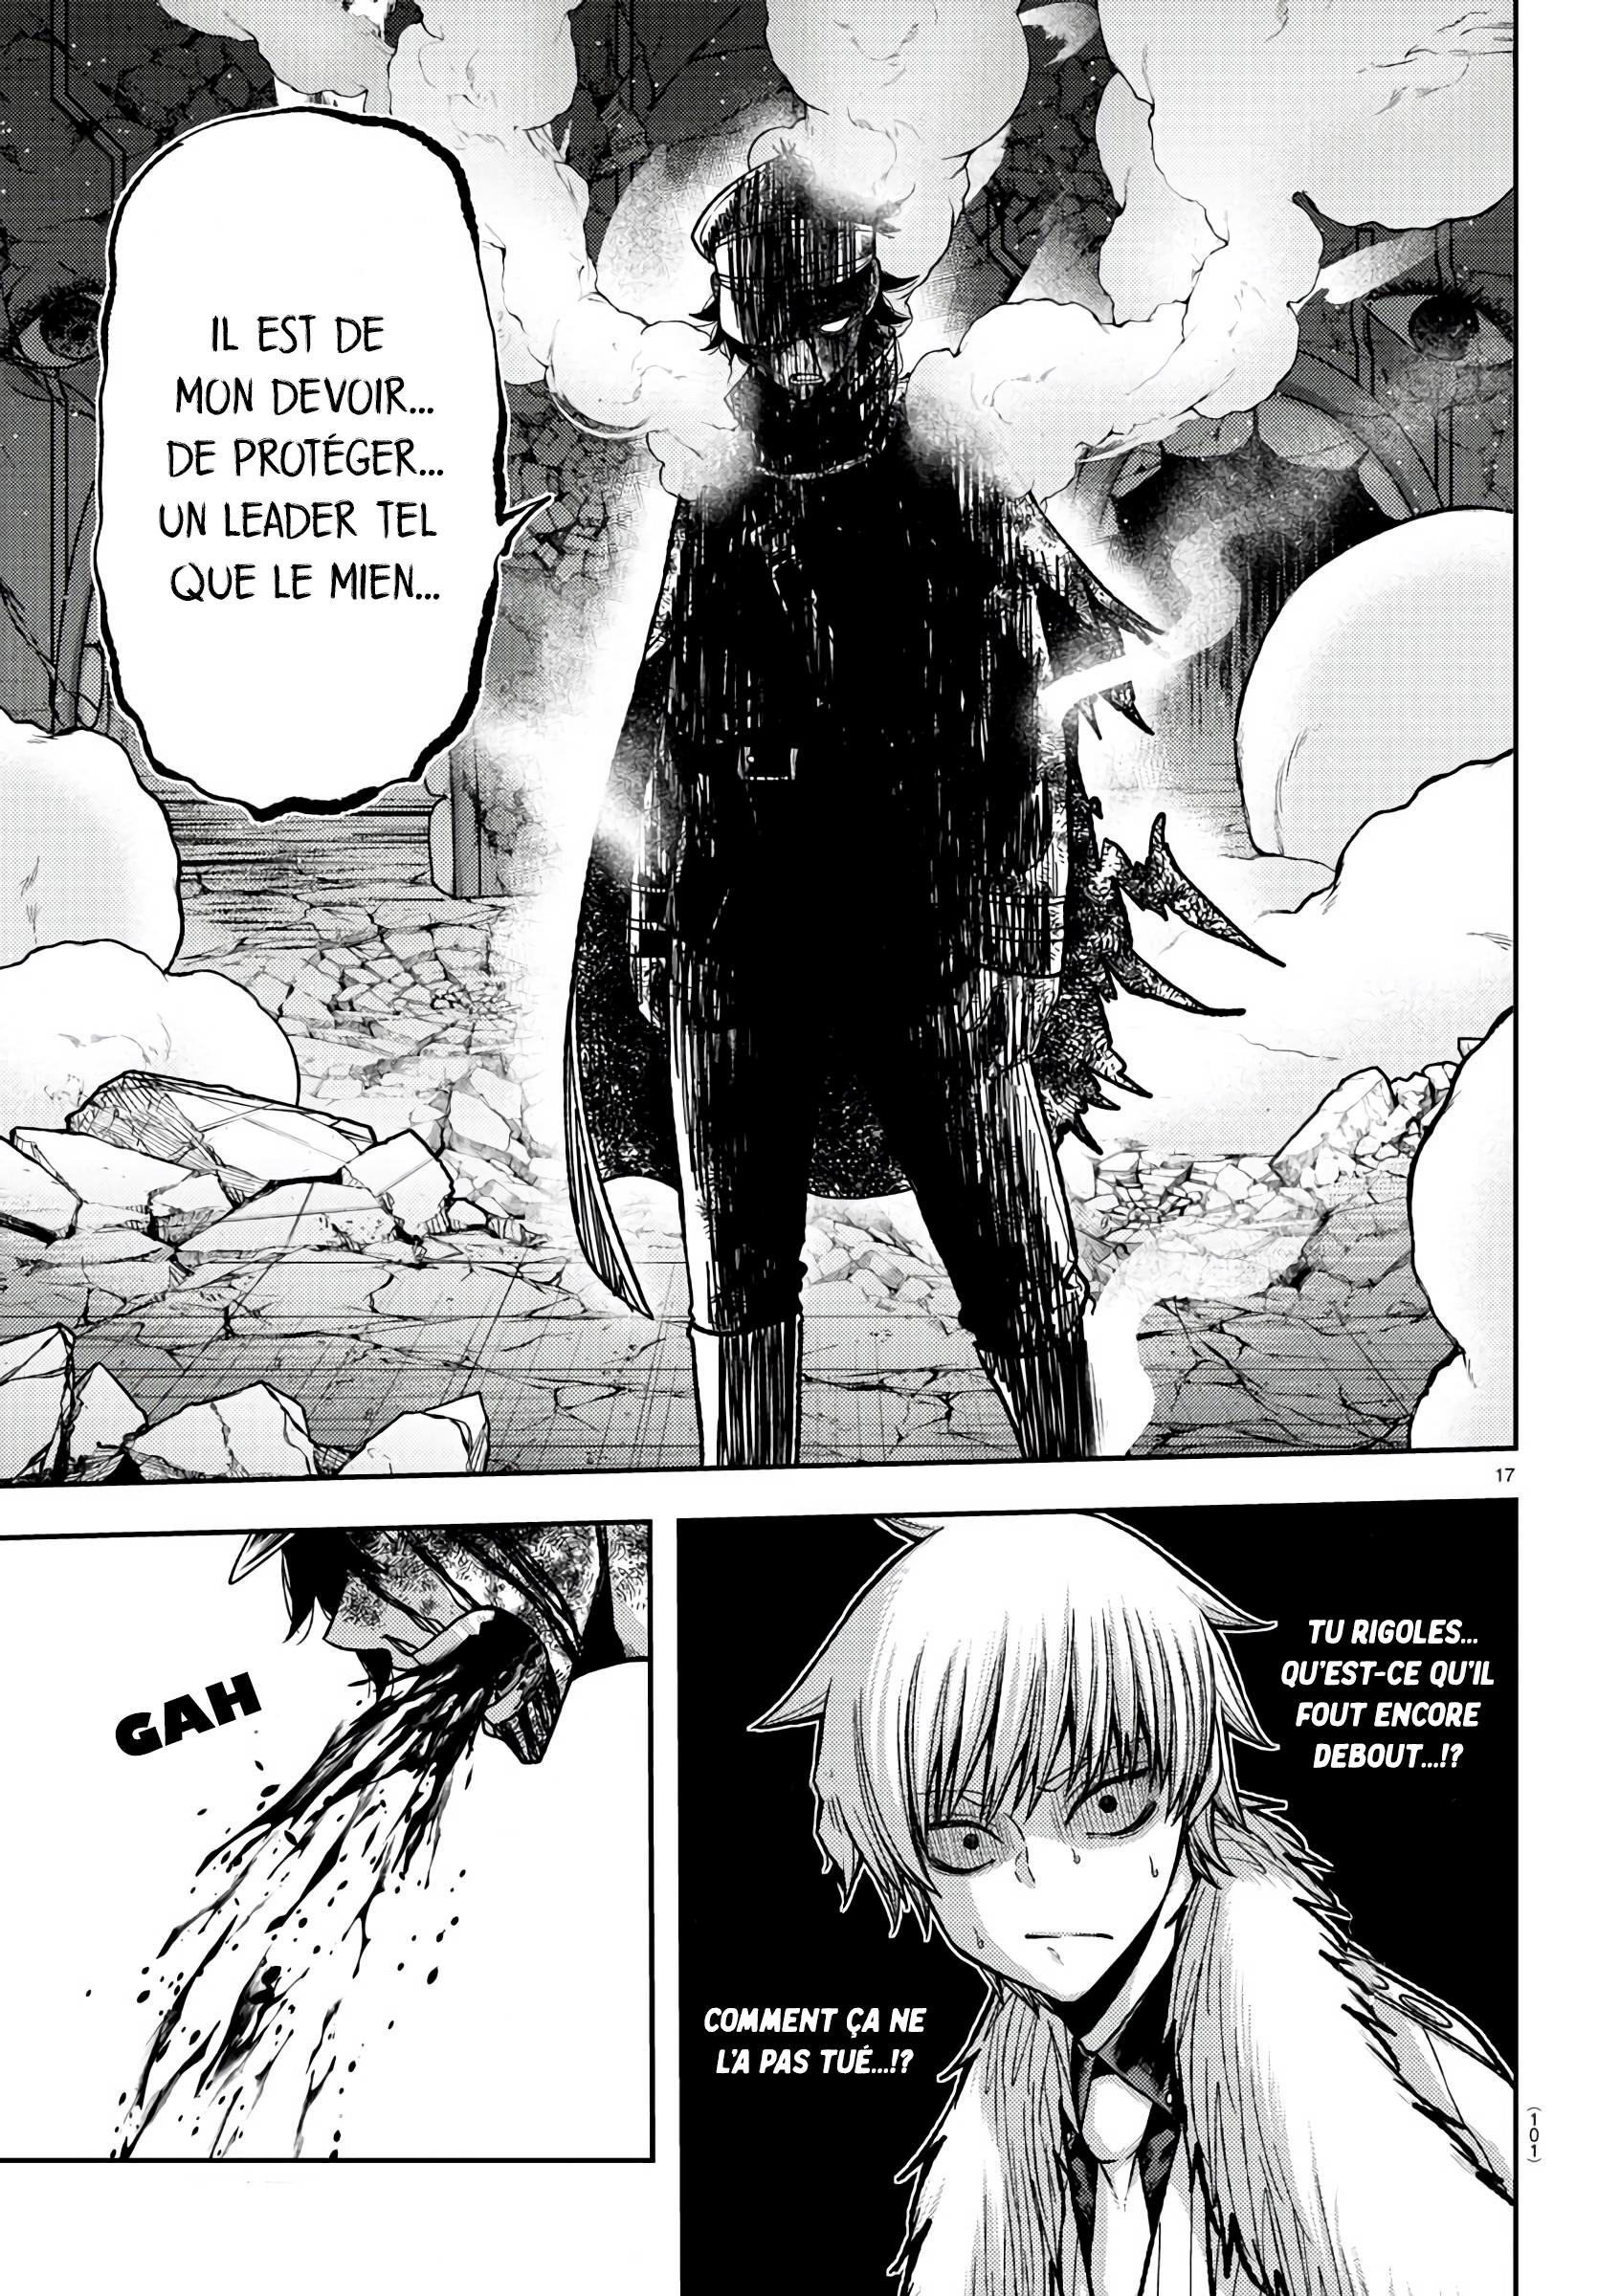 IL EST DE
MON DEVOIR...
DE PROTÉGER...
UN LEADER TEL
QUE LE MIEN...
17
TU RIGOLES...
QU'EST-CE QU'IL
FOUT ENCORE
DEBOUT...!?
COMMENT ÇA NE
L'A PAS TUÉ...!?
GAH
(101)